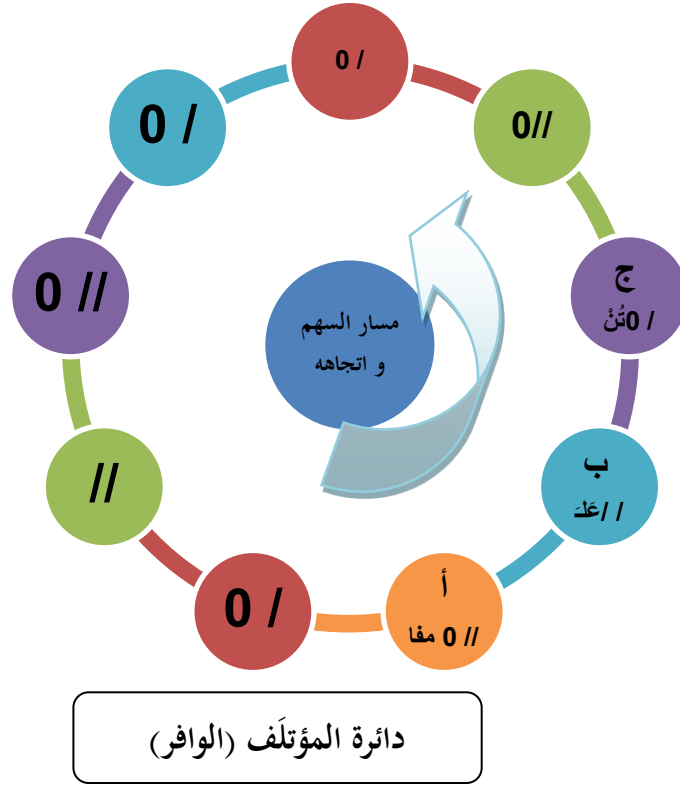 0 /
0 /
0//
0 //
ج
/ 0تُنْ
مسار السهم
و اتجاهه
//
ب
/ /عَلَـَ
0 /
أ
// 0 مفا
دائرة المؤتلَف (الوافر)